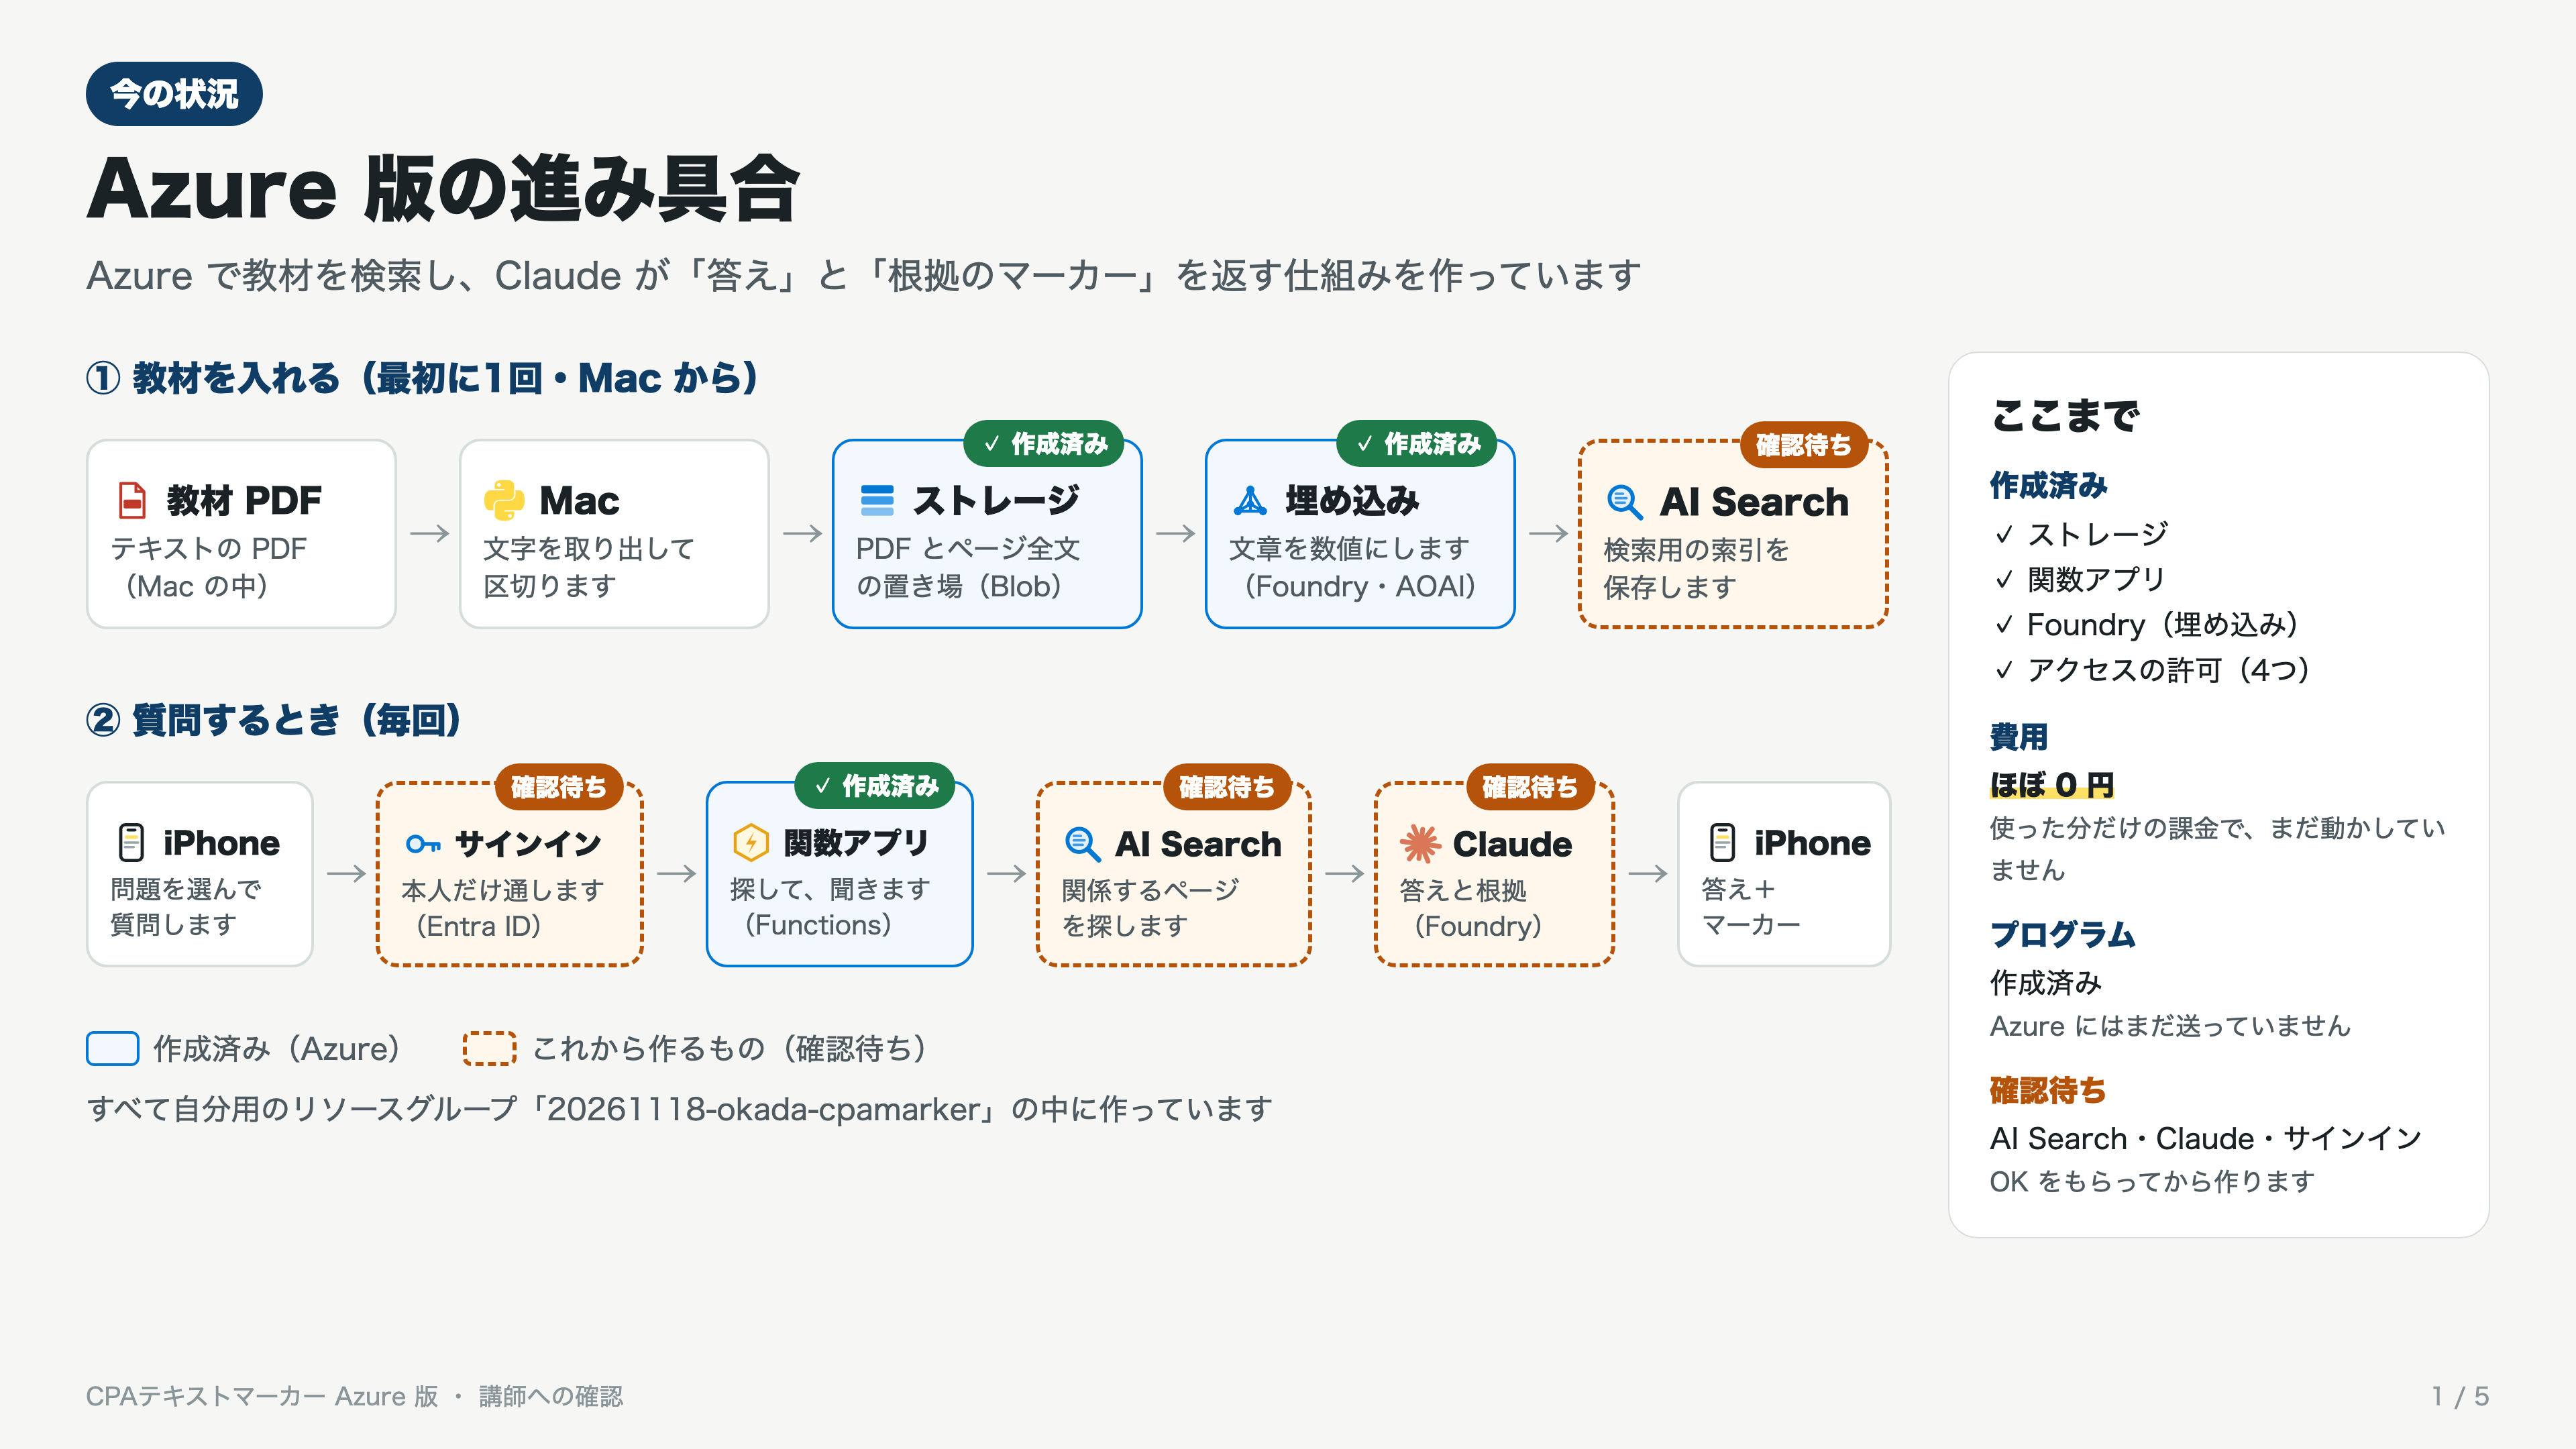 今の状況
Azure 版の進み具合
Azure で教材を検索し、Claude が「答え」と「根拠のマーカー」を返す仕組みを作っています
① 教材を入れる（最初に1回・Mac から）
教材 PDF
テキストの PDF
（Mac の中）
→
Mac
文字を取り出して
区切ります
→
✓ 作成済み
ストレージ
PDF とページ全文
の置き場（Blob）
→
✓ 作成済み
埋め込み
文章を数値にします
（Foundry・AOAI）
→
確認待ち
AI Search
検索用の索引を
保存します
② 質問するとき（毎回）
iPhone
問題を選んで
質問します
→
確認待ち
サインイン
本人だけ通します
（Entra ID）
→
✓ 作成済み
関数アプリ
探して、聞きます
（Functions）
→
確認待ち
AI Search
関係するページ
を探します
→
確認待ち
Claude
答えと根拠
（Foundry）
→
iPhone
答え＋
マーカー
作成済み（Azure）
これから作るもの（確認待ち）
すべて自分用のリソースグループ「20261118-okada-cpamarker」の中に作っています
ここまで
作成済み
✓ ストレージ
✓ 関数アプリ
✓ Foundry（埋め込み）
✓ アクセスの許可（4つ）
費用
ほぼ 0 円
使った分だけの課金で、まだ動かしてい
ません
プログラム
作成済み
Azure にはまだ送っていません
確認待ち
AI Search・Claude・サインイン
OK をもらってから作ります
CPAテキストマーカー Azure 版 ・ 講師への確認
1 / 5